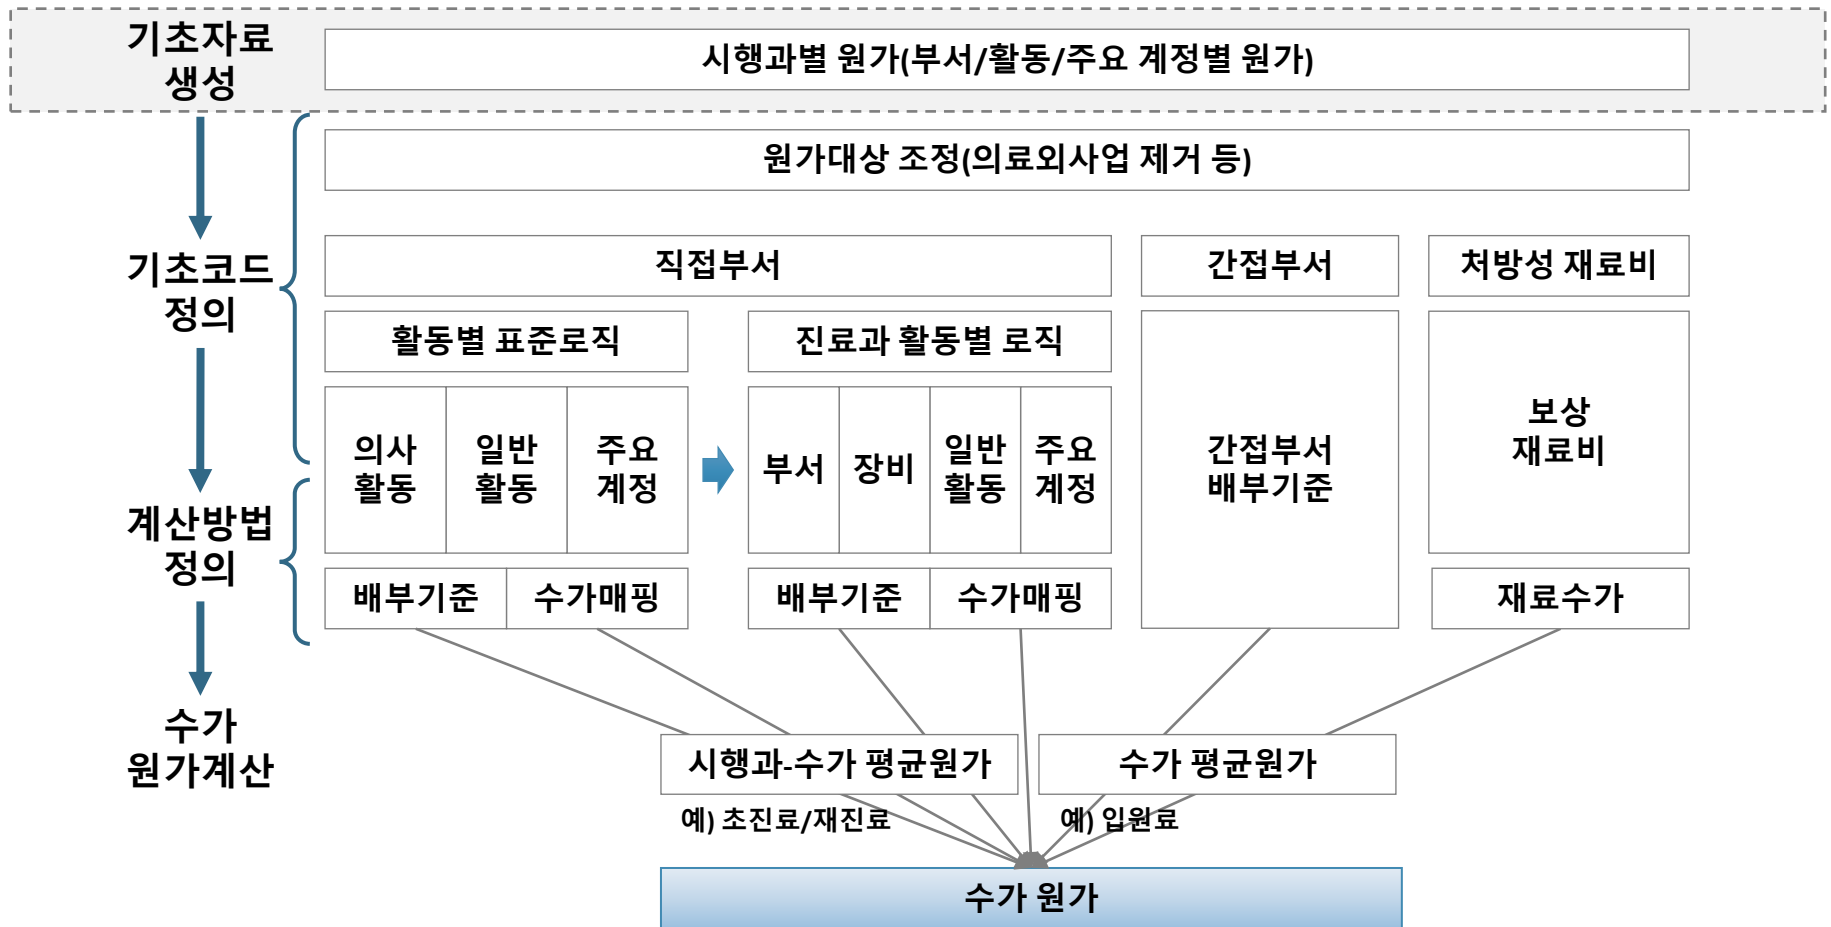 기초자료
생성
시행과별 원가(부서/활동/주요 계정별 원가)
원가대상 조정(의료외사업 제거 등)
기초코드
정의
직접부서
간접부서
처방성 재료비
활동별 표준로직
진료과 활동별 로직
의사
활동
일반
활동
주요
계정
부서
장비
일반
활동
주요
계정
간접부서
배부기준
보상
재료비
계산방법
정의
배부기준
수가매핑
배부기준
수가매핑
재료수가
수가
원가계산
시행과-수가 평균원가
수가 평균원가
예) 초진료/재진료
예) 입원료
수가 원가